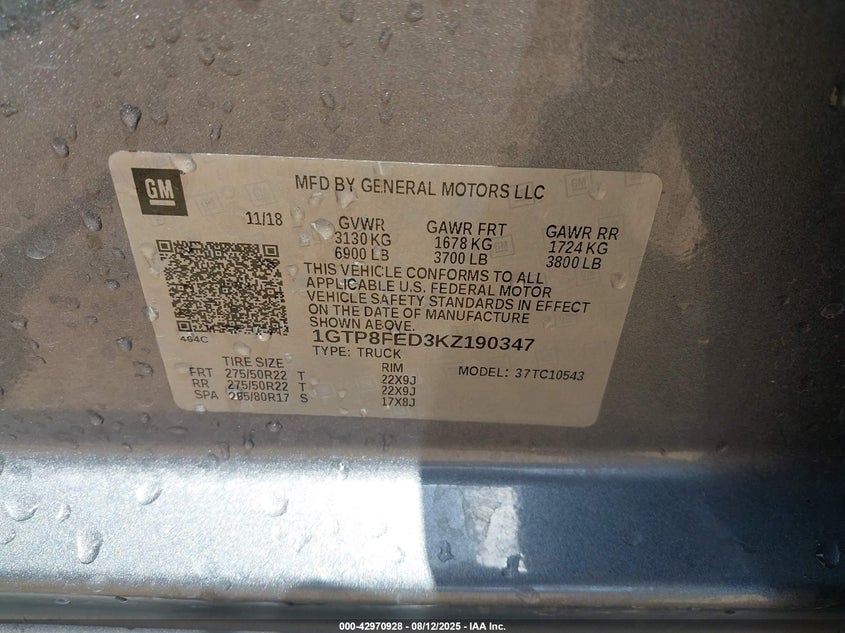 GM
MFD BY GENERAL MOTORS LLC
11/18 GVWR GAWR FRT GAWR RR
3130 KG 1678 KG 1724 KG
6900 LB 3700 LB 3800 LB
THIS VEHICLE CONFORMS TO ALL
APPLICABLE U.S. FEDERAL MOTOR
VEHICLE SAFETY STANDARDS IN EFFECT
ON THE DATE OF MANUFACTURE
SHOWN ABOVE.
464C
1GTP8FED3KZ190347
TYPE: TRUCK
TIRE SIZE RIM MODEL: 37TC10543
FRT 275/50R22 T 22X9J
RR 275/50R22 T 22X9J
SPA 265/80R17 S 17X8J
000-42970928 - 08/12/2025 - IAA Inc.